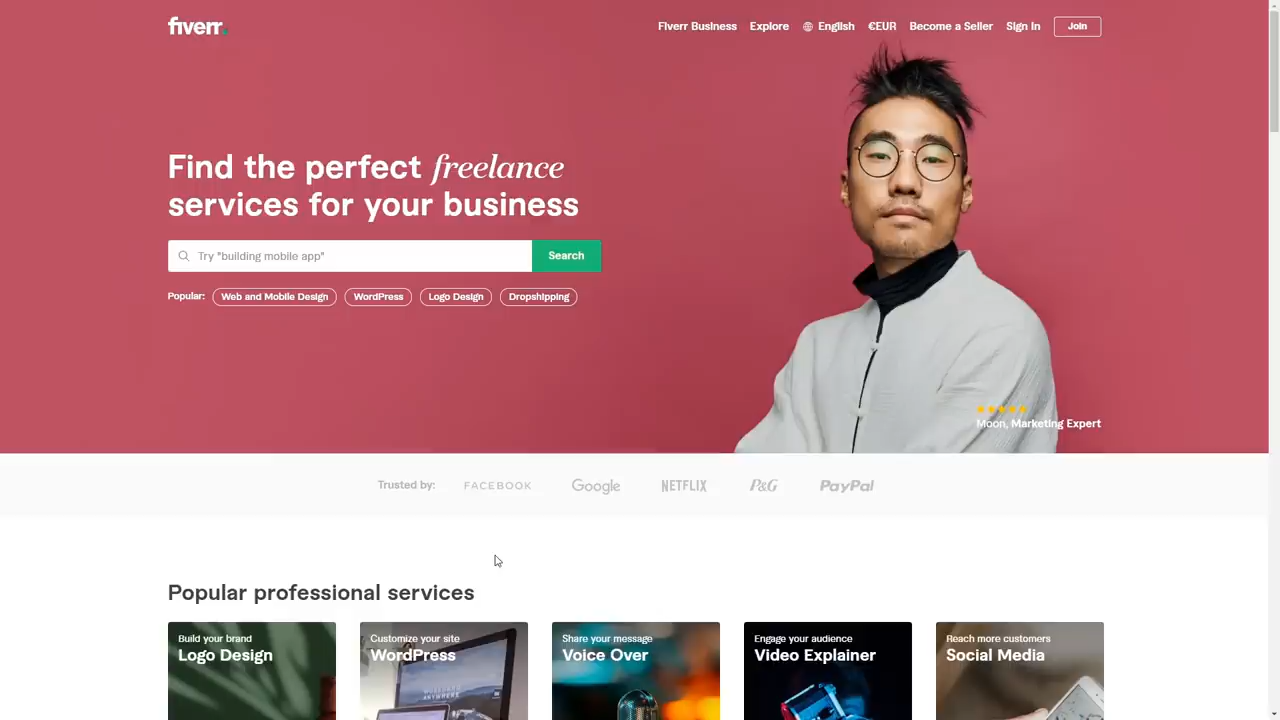 fiverr.
Fiverr Business Explore English €EUR Become a Seller Sign In Join
Find the perfect freelance
services for your business
Try "building mobile app" Search
Popular: Web and Mobile Design WordPress Logo Design Dropshipping
Moon, Marketing Expert
Trusted by: FACEBOOK Google NETFLIX P&G PayPal
Popular professional services
Build your brand
Logo Design
Customize your site
WordPress
Share your message
Voice Over
Engage your audience
Video Explainer
Reach more customers
Social Media